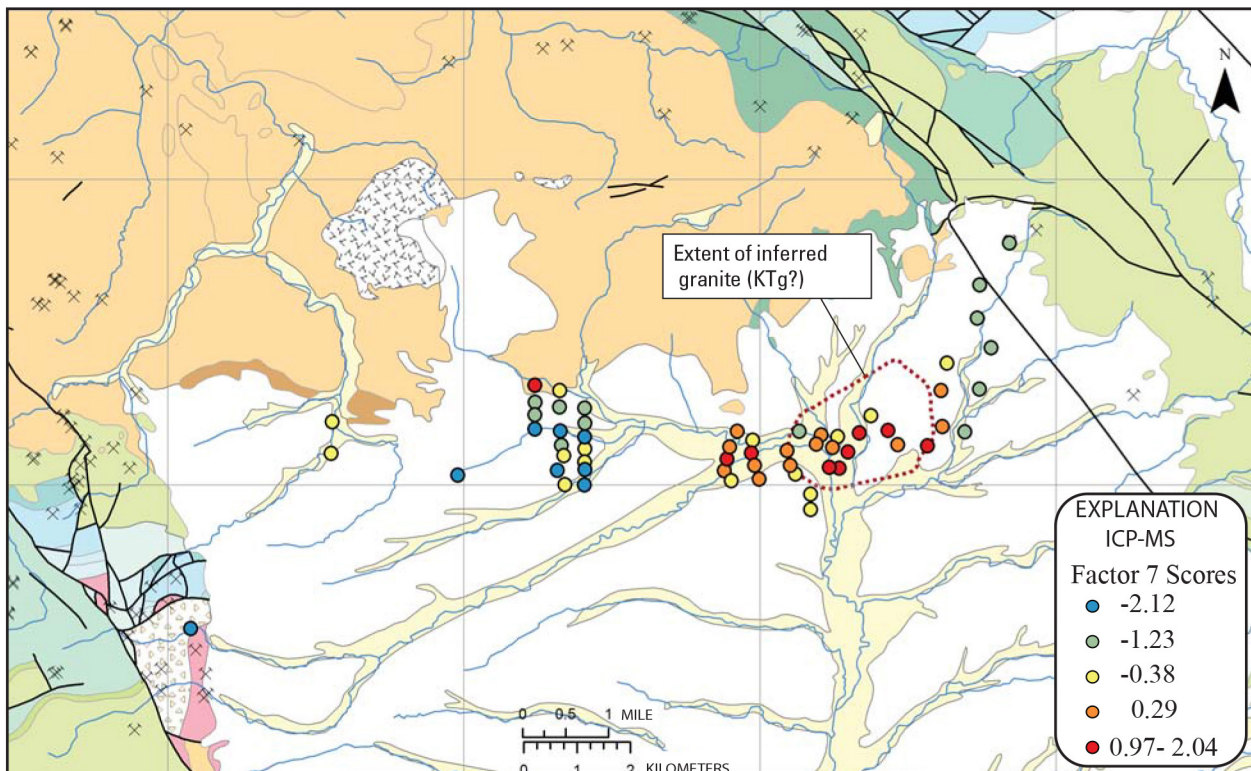 N
Extent of inferred
granite (KTg?)
EXPLANATION
ICP-MS
Factor 7 Scores
-2.12
-1.23
-0.38
0.29
0.97- 2.04
0 0.5 1 MILE
0 1 2 KILOMETERS